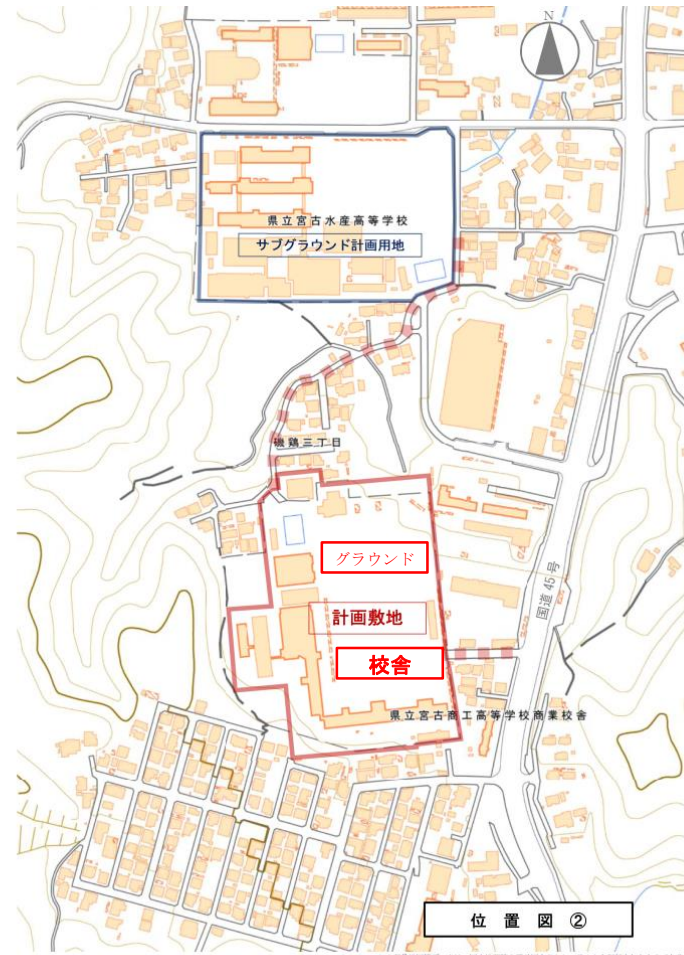 N
県立宮古水産高等学校
サブグラウンド計画用地
磯鶏三丁目
グラウンド
国道45号
計画敷地
校舎
県立宮古商工高等学校商業校舎
位置図②